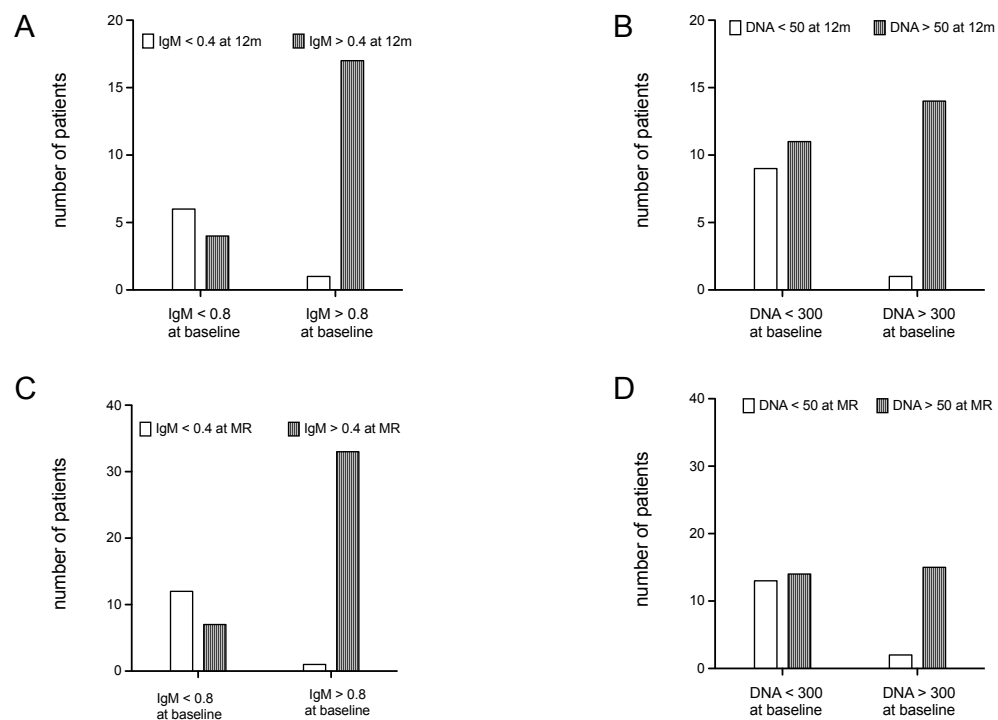 A
20
15
10
5
0
number of patients
IgM < 0.4 at 12m
IgM > 0.4 at 12m
IgM < 0.8
at baseline
IgM > 0.8
at baseline
B
20
15
10
5
0
number of patients
DNA < 50 at 12m
DNA > 50 at 12m
DNA < 300
at baseline
DNA > 300
at baseline
C
40
30
20
10
0
number of patients
IgM < 0.4 at MR
IgM > 0.4 at MR
IgM < 0.8
at baseline
IgM > 0.8
at baseline
D
40
30
20
10
0
number of patients
DNA < 50 at MR
DNA > 50 at MR
DNA < 300
at baseline
DNA > 300
at baseline